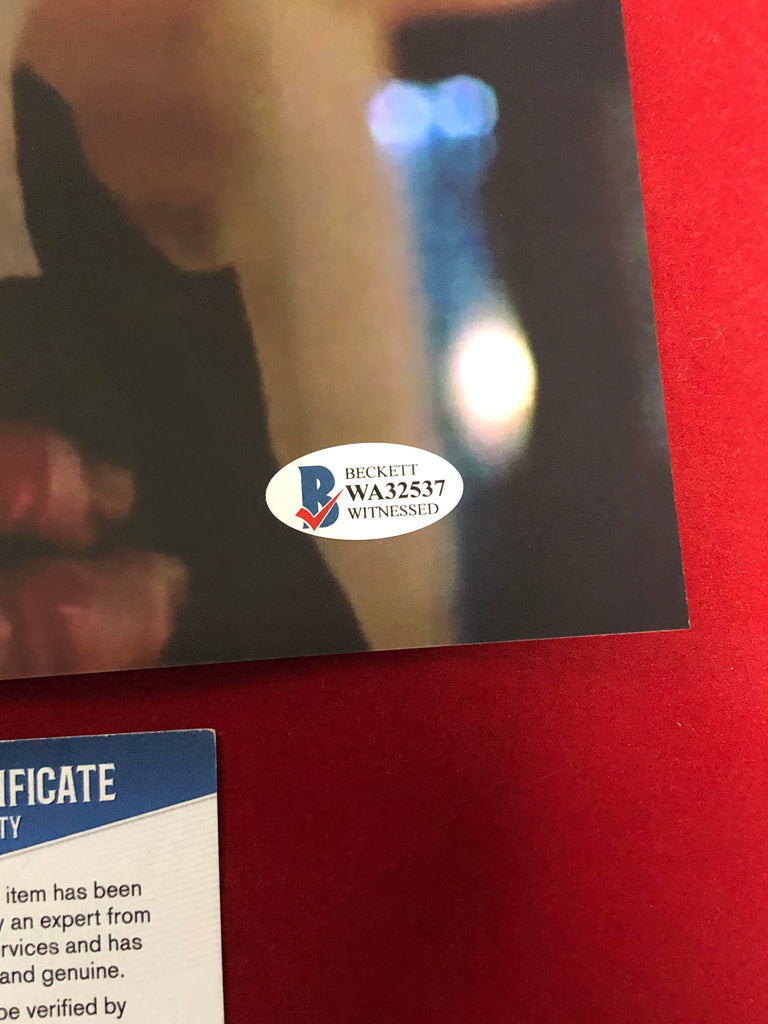 BECKETT
WA32537
WITNESSED
IFICATE
TY
item has been
y an expert from
rvices and has
and genuine.
be verified by